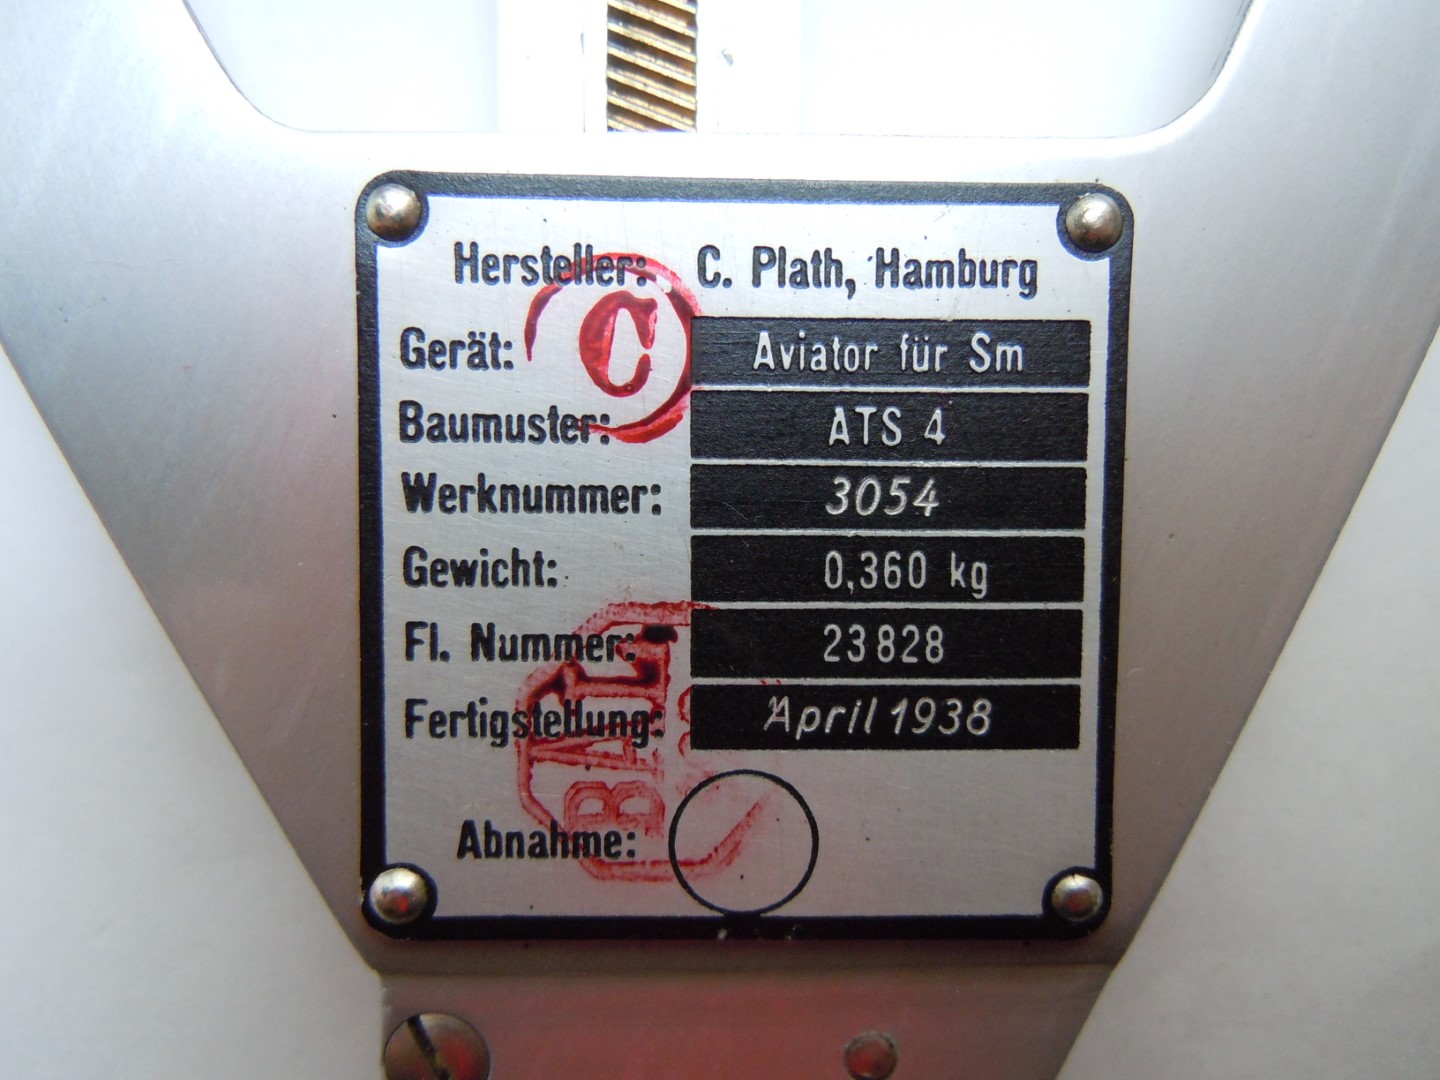 Hersteller: C. Plath, Hamburg
Gerät: Aviator für Sm
Baumuster: ATS 4
Werknummer: 3054
Gewicht: 0,360 kg
Fl. Nummer: 23828
Fertigstellung: April 1938
Abnahme:
C
BAL